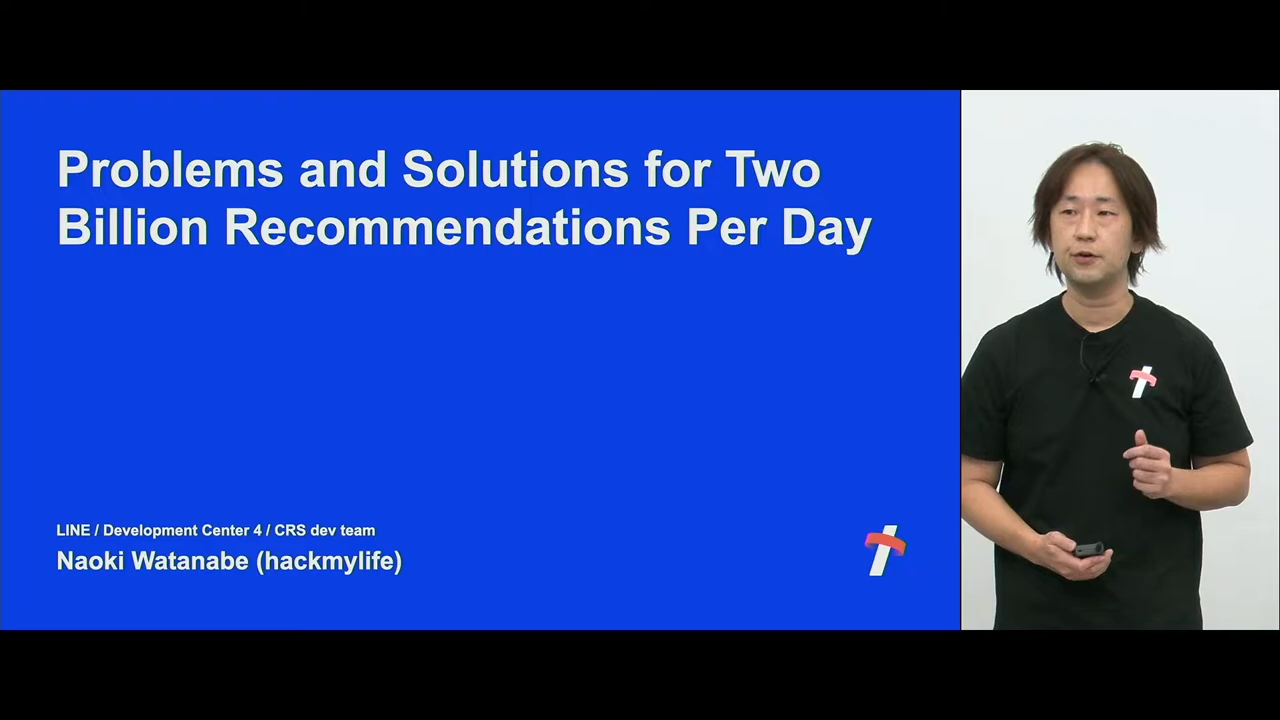 Problems and Solutions for Two
Billion Recommendations Per Day
LINE / Development Center 4 / CRS dev team
Naoki Watanabe (hackmylife)